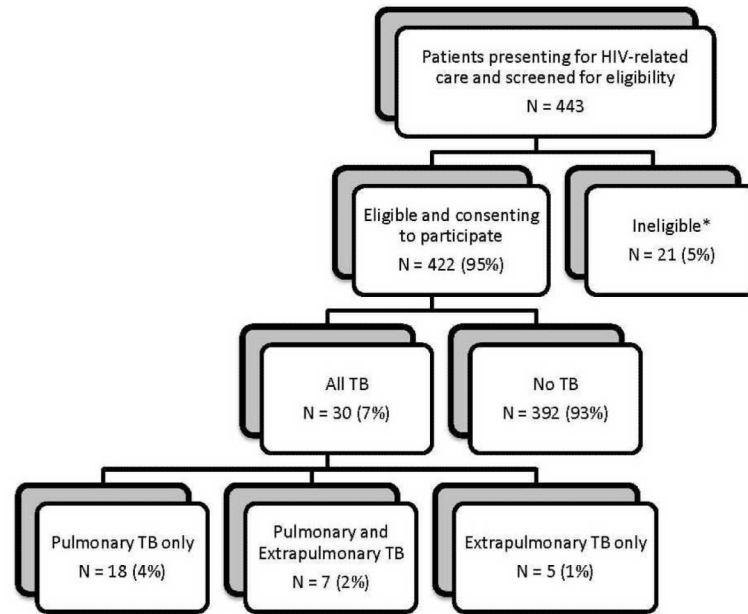 Patients presenting for HIV-related
care and screened for eligibility
N = 443
Eligible and consenting
to participate
N = 422 (95%)
Ineligible*
N = 21 (5%)
All TB
N = 30 (7%)
No TB
N = 392 (93%)
Pulmonary TB only
N = 18 (4%)
Pulmonary and
Extrapulmonary TB
N = 7 (2%)
Extrapulmonary TB only
N = 5 (1%)